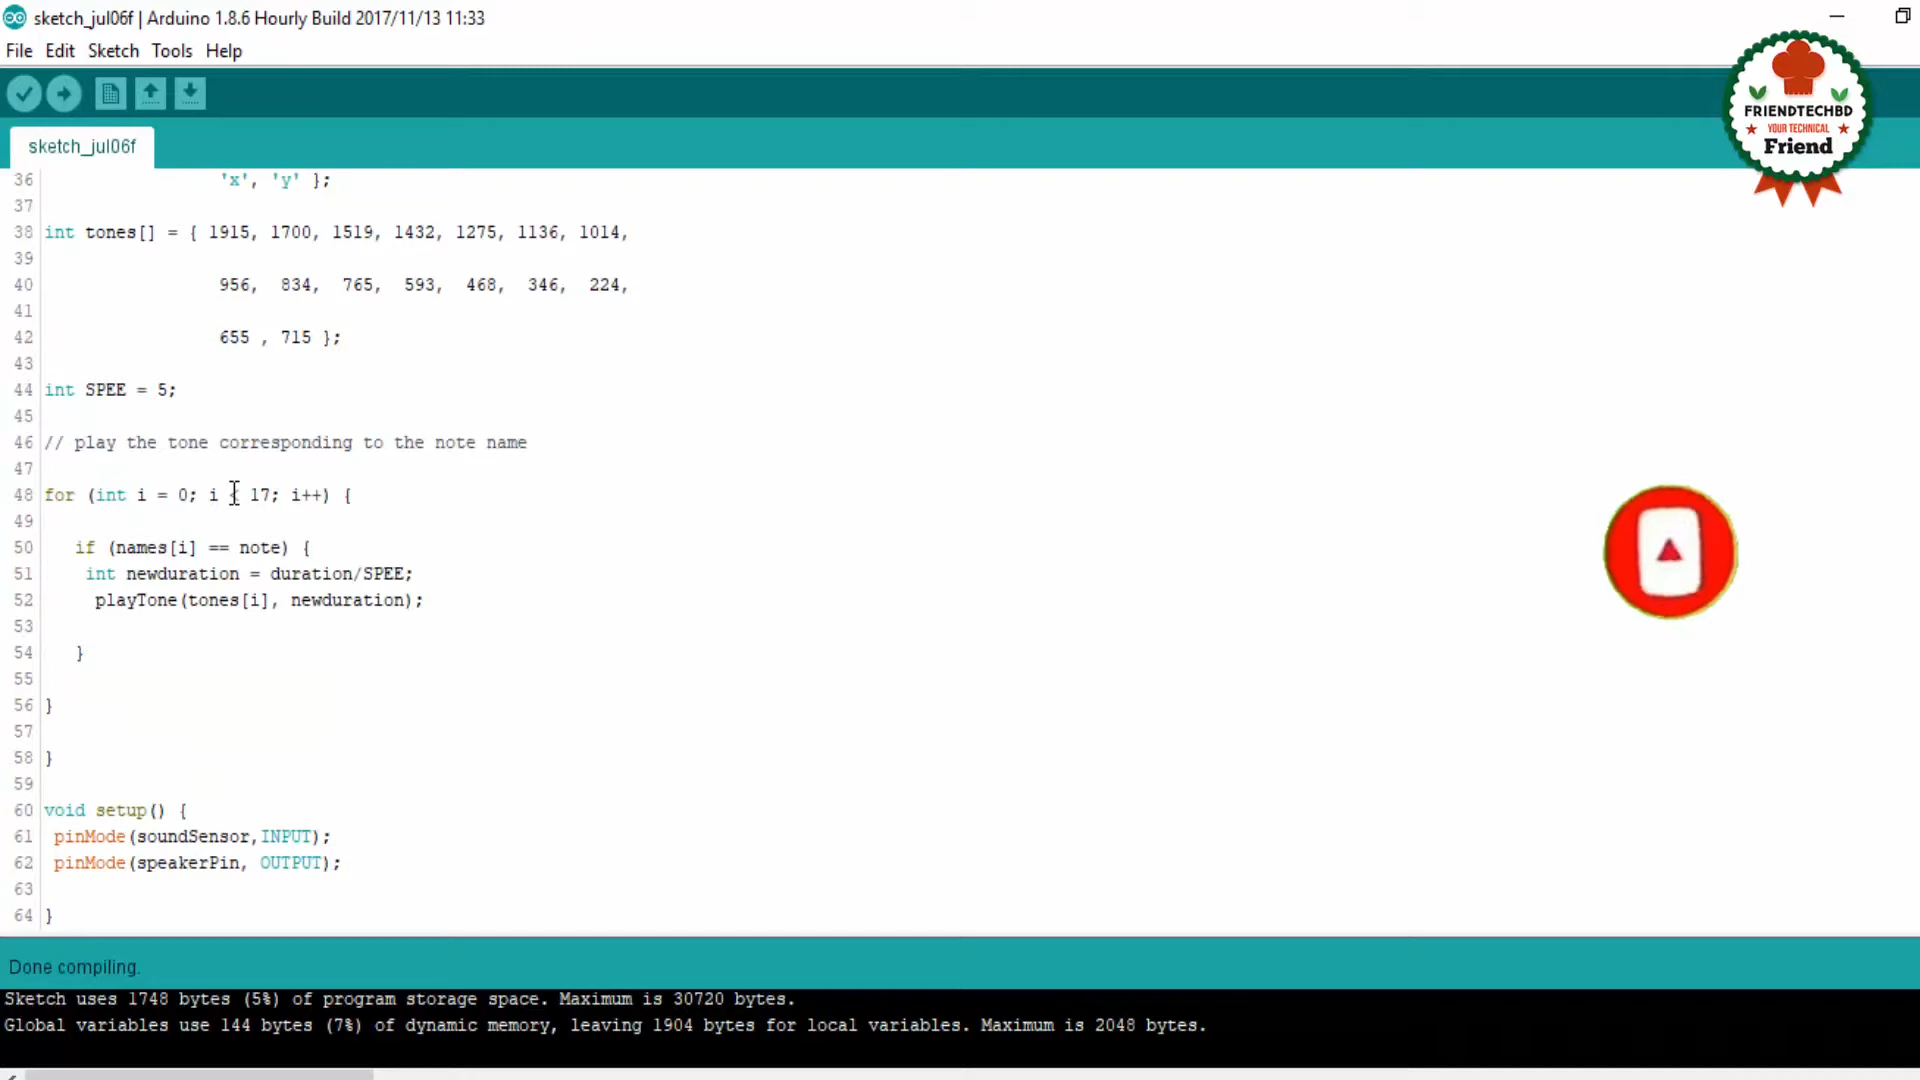 sketch_jul06f | Arduino 1.8.6 Hourly Build 2017/11/13 11:33
File Edit Sketch Tools Help
FRIENDTECHBD
YOUR TECHNICAL
Friend
sketch_jul06f
36 'x', 'y' };
37
38 int tones[] = { 1915, 1700, 1519, 1432, 1275, 1136, 1014,
39
40 956, 834, 765, 593, 468, 346, 224,
41
42 655 , 715 };
43
44 int SPEE = 5;
45
46 // play the tone corresponding to the note name
47
48 for (int i = 0; i < 17; i++) {
49
50 if (names[i] == note) {
51 int newduration = duration/SPEE;
52 playTone(tones[i], newduration);
53
54 }
55
56 }
57
58 }
59
60 void setup() {
61 pinMode(soundSensor,INPUT);
62 pinMode(speakerPin, OUTPUT);
63
64 }
Done compiling.
Sketch uses 1748 bytes (5%) of program storage space. Maximum is 30720 bytes.
Global variables use 144 bytes (7%) of dynamic memory, leaving 1904 bytes for local variables. Maximum is 2048 bytes.